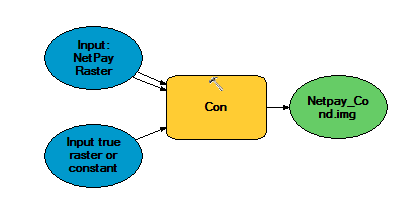 Input:
NetPay
Raster
Con
Netpay_Co
nd.img
Input true
raster or
constant